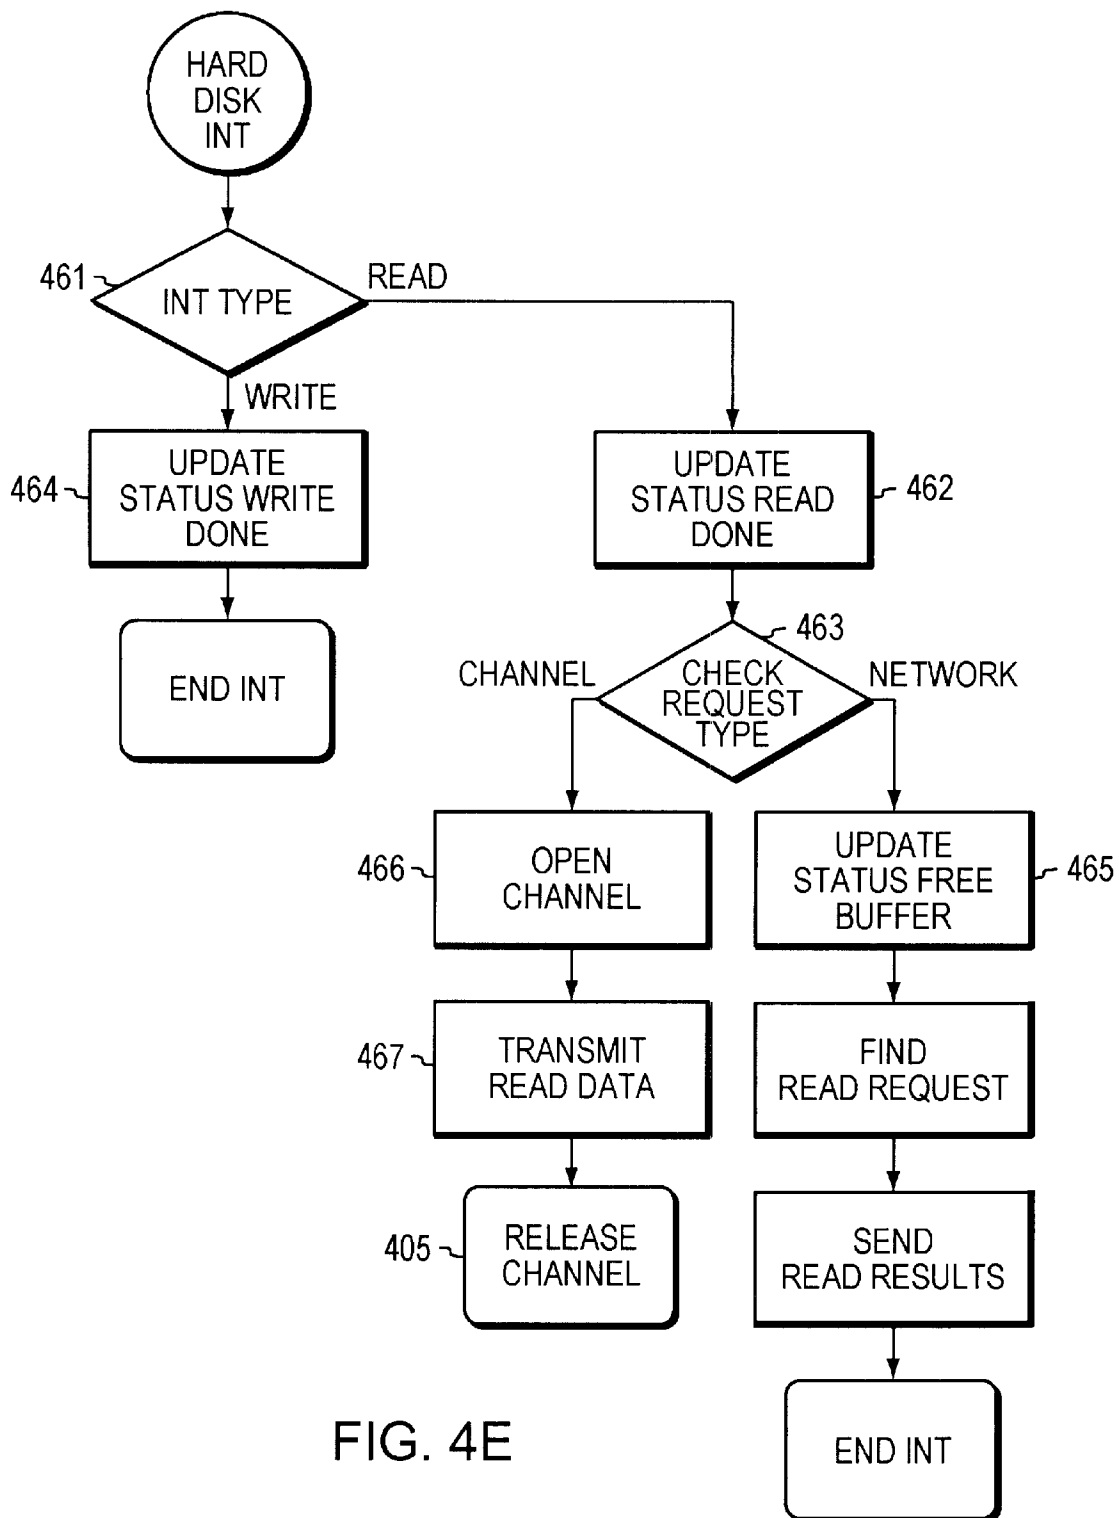 HARD
DISK
INT
461
INT TYPE
READ
WRITE
464
UPDATE
STATUS WRITE
DONE
UPDATE
STATUS READ
DONE
462
END INT
463
CHANNEL
CHECK
REQUEST
TYPE
NETWORK
466
OPEN
CHANNEL
UPDATE
STATUS FREE
BUFFER
465
467
TRANSMIT
READ DATA
FIND
READ REQUEST
405
RELEASE
CHANNEL
SEND
READ RESULTS
END INT
FIG. 4E